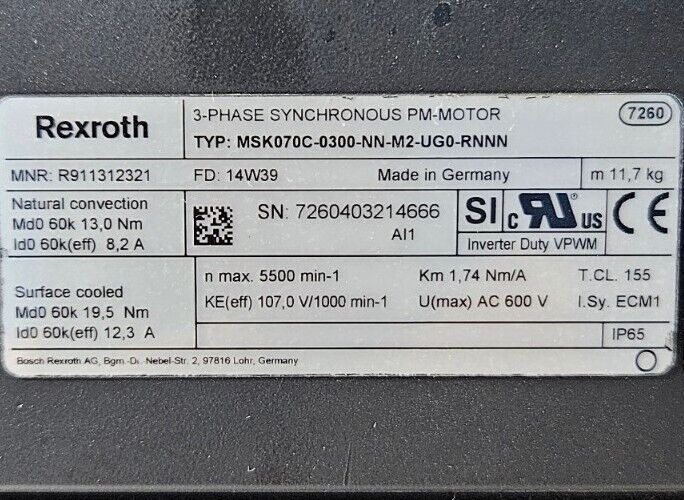 Rexroth
3-PHASE SYNCHRONOUS PM-MOTOR
7260
TYP: MSK070C-0300-NN-M2-UG0-RNNN
MNR: R911312321
FD: 14W39
Made in Germany
m 11,7 kg
Natural convection
Md0 60k 13,0 Nm
Id0 60k(eff) 8,2 A
SN: 7260403214666
AI1
SI
c RU US
Inverter Duty VPWM
CE
Surface cooled
Md0 60k 19,5 Nm
Id0 60k(eff) 12,3 A
n max. 5500 min-1
Km 1,74 Nm/A
T.CL. 155
KE(eff) 107,0 V/1000 min-1
U(max) AC 600 V
I.Sy. ECM1
IP65
Bosch Rexroth AG, Bgm.-Dr.-Nebel-Str. 2, 97816 Lohr, Germany